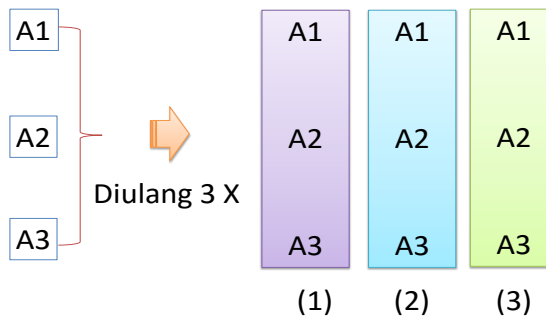 A1
A2
A3
Diulang 3 X
A1 A1 A1
A2 A2 A2
A3 A3 A3
(1) (2) (3)